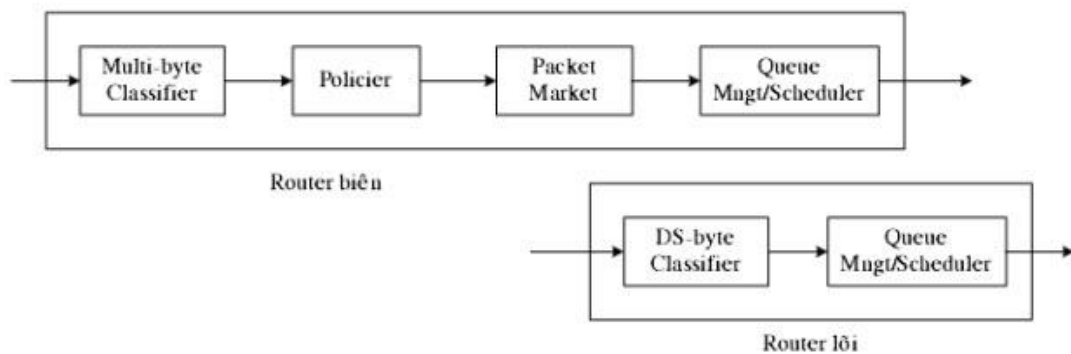 Multi-byte
Classifier
Policier
Packet
Market
Queue
Mngt/Scheduler
Router biên
DS-byte
Classifier
Queue
Mngt/Scheduler
Router lõi